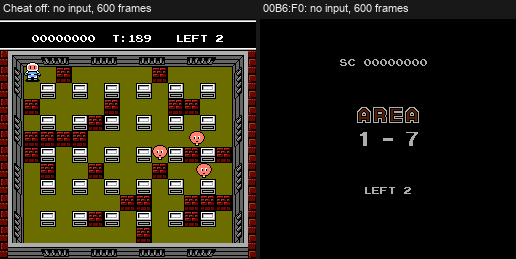 Cheat off: no input, 600 frames
00000000 T:189 LEFT 2
00B6:F0: no input, 600 frames
SC 00000000
AREA
1 - 7
LEFT 2